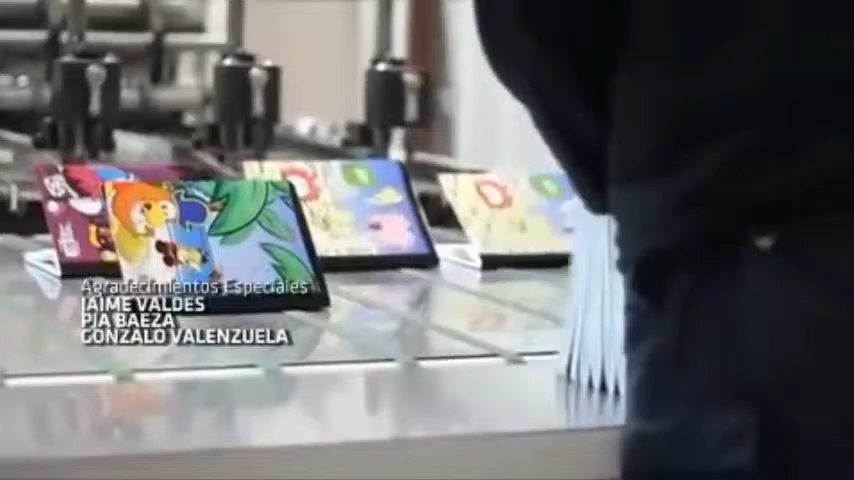 Agradecimientos Especiales
JAIME VALDES
PIA BAEZA
GONZALO VALENZUELA